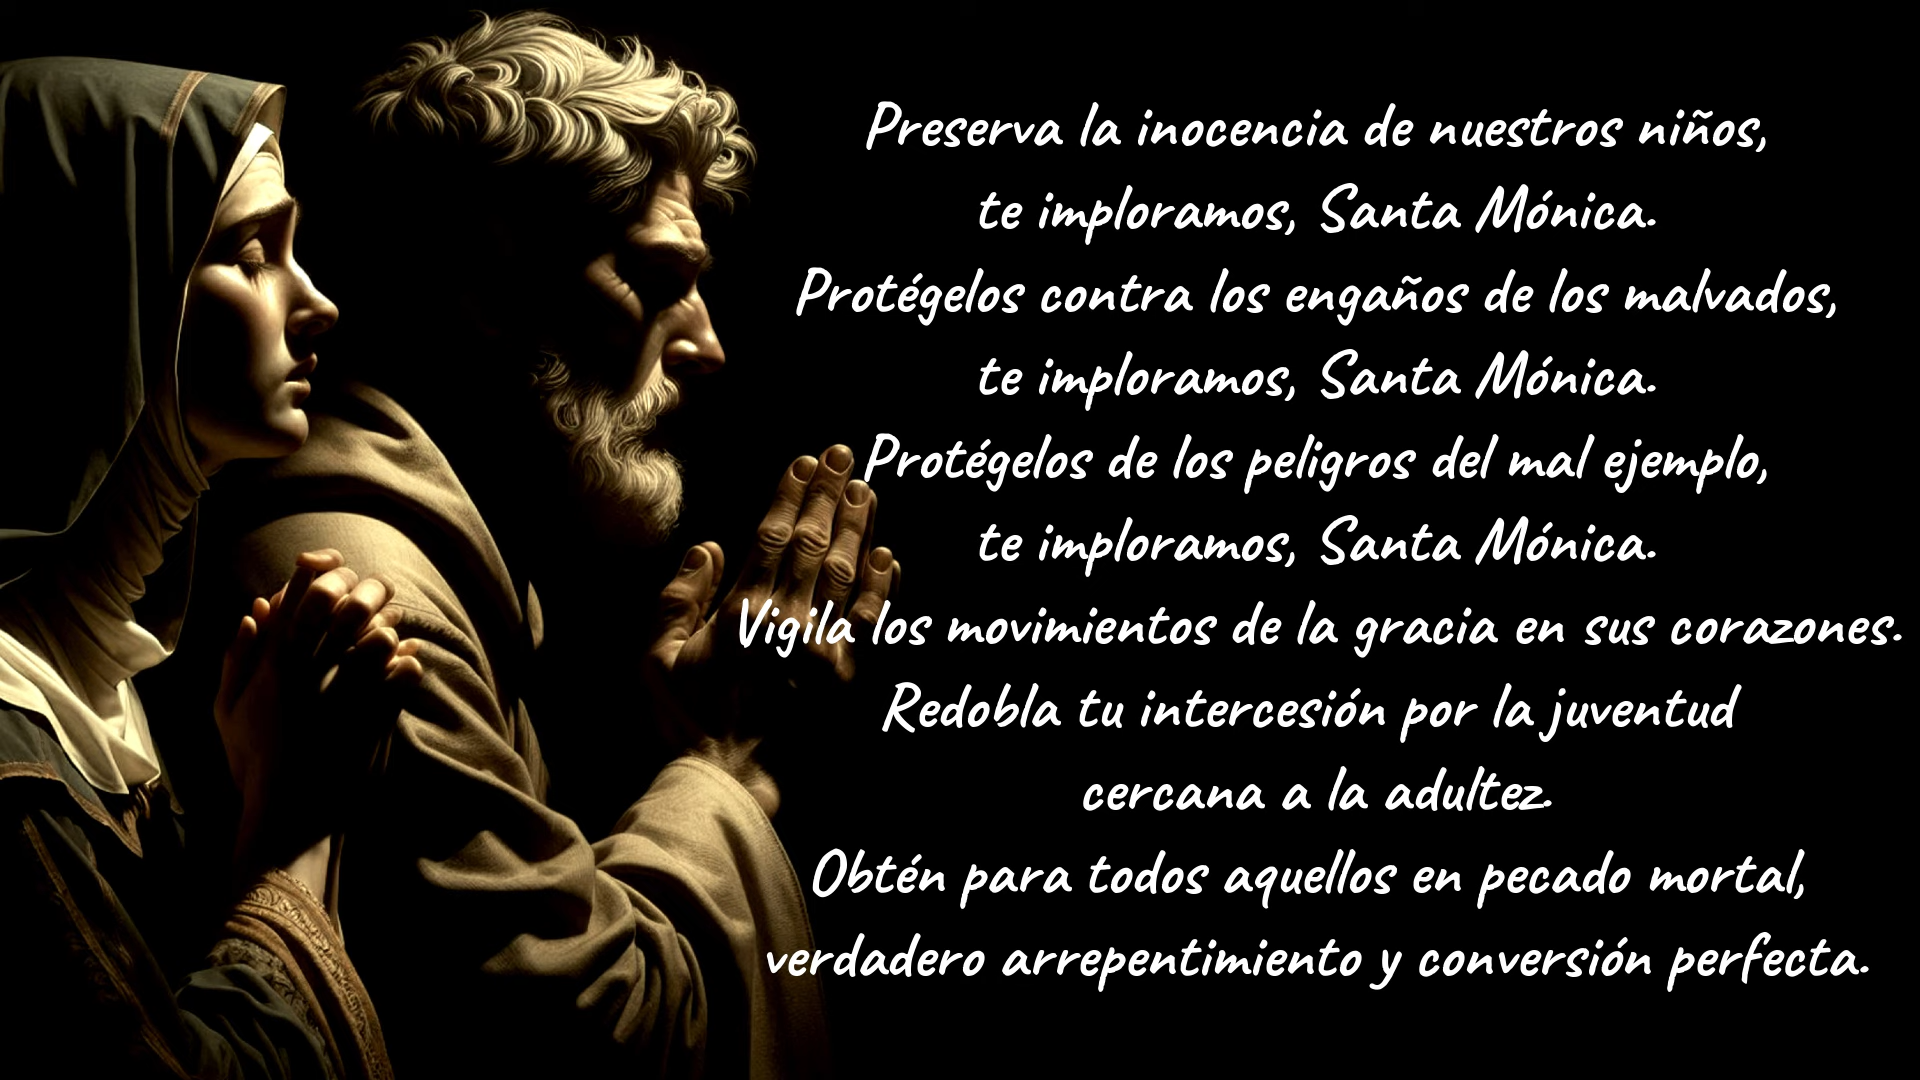 Preserva la inocencia de nuestros niños,
te imploramos, Santa Mónica.
Protégelos contra los engaños de los malvados,
te imploramos, Santa Mónica.
Protégelos de los peligros del mal ejemplo,
te imploramos, Santa Mónica.
Vigila los movimientos de la gracia en sus corazones.
Redobla tu intercesión por la juventud
cercana a la adultez.
Obtén para todos aquellos en pecado mortal,
verdadero arrepentimiento y conversión perfecta.